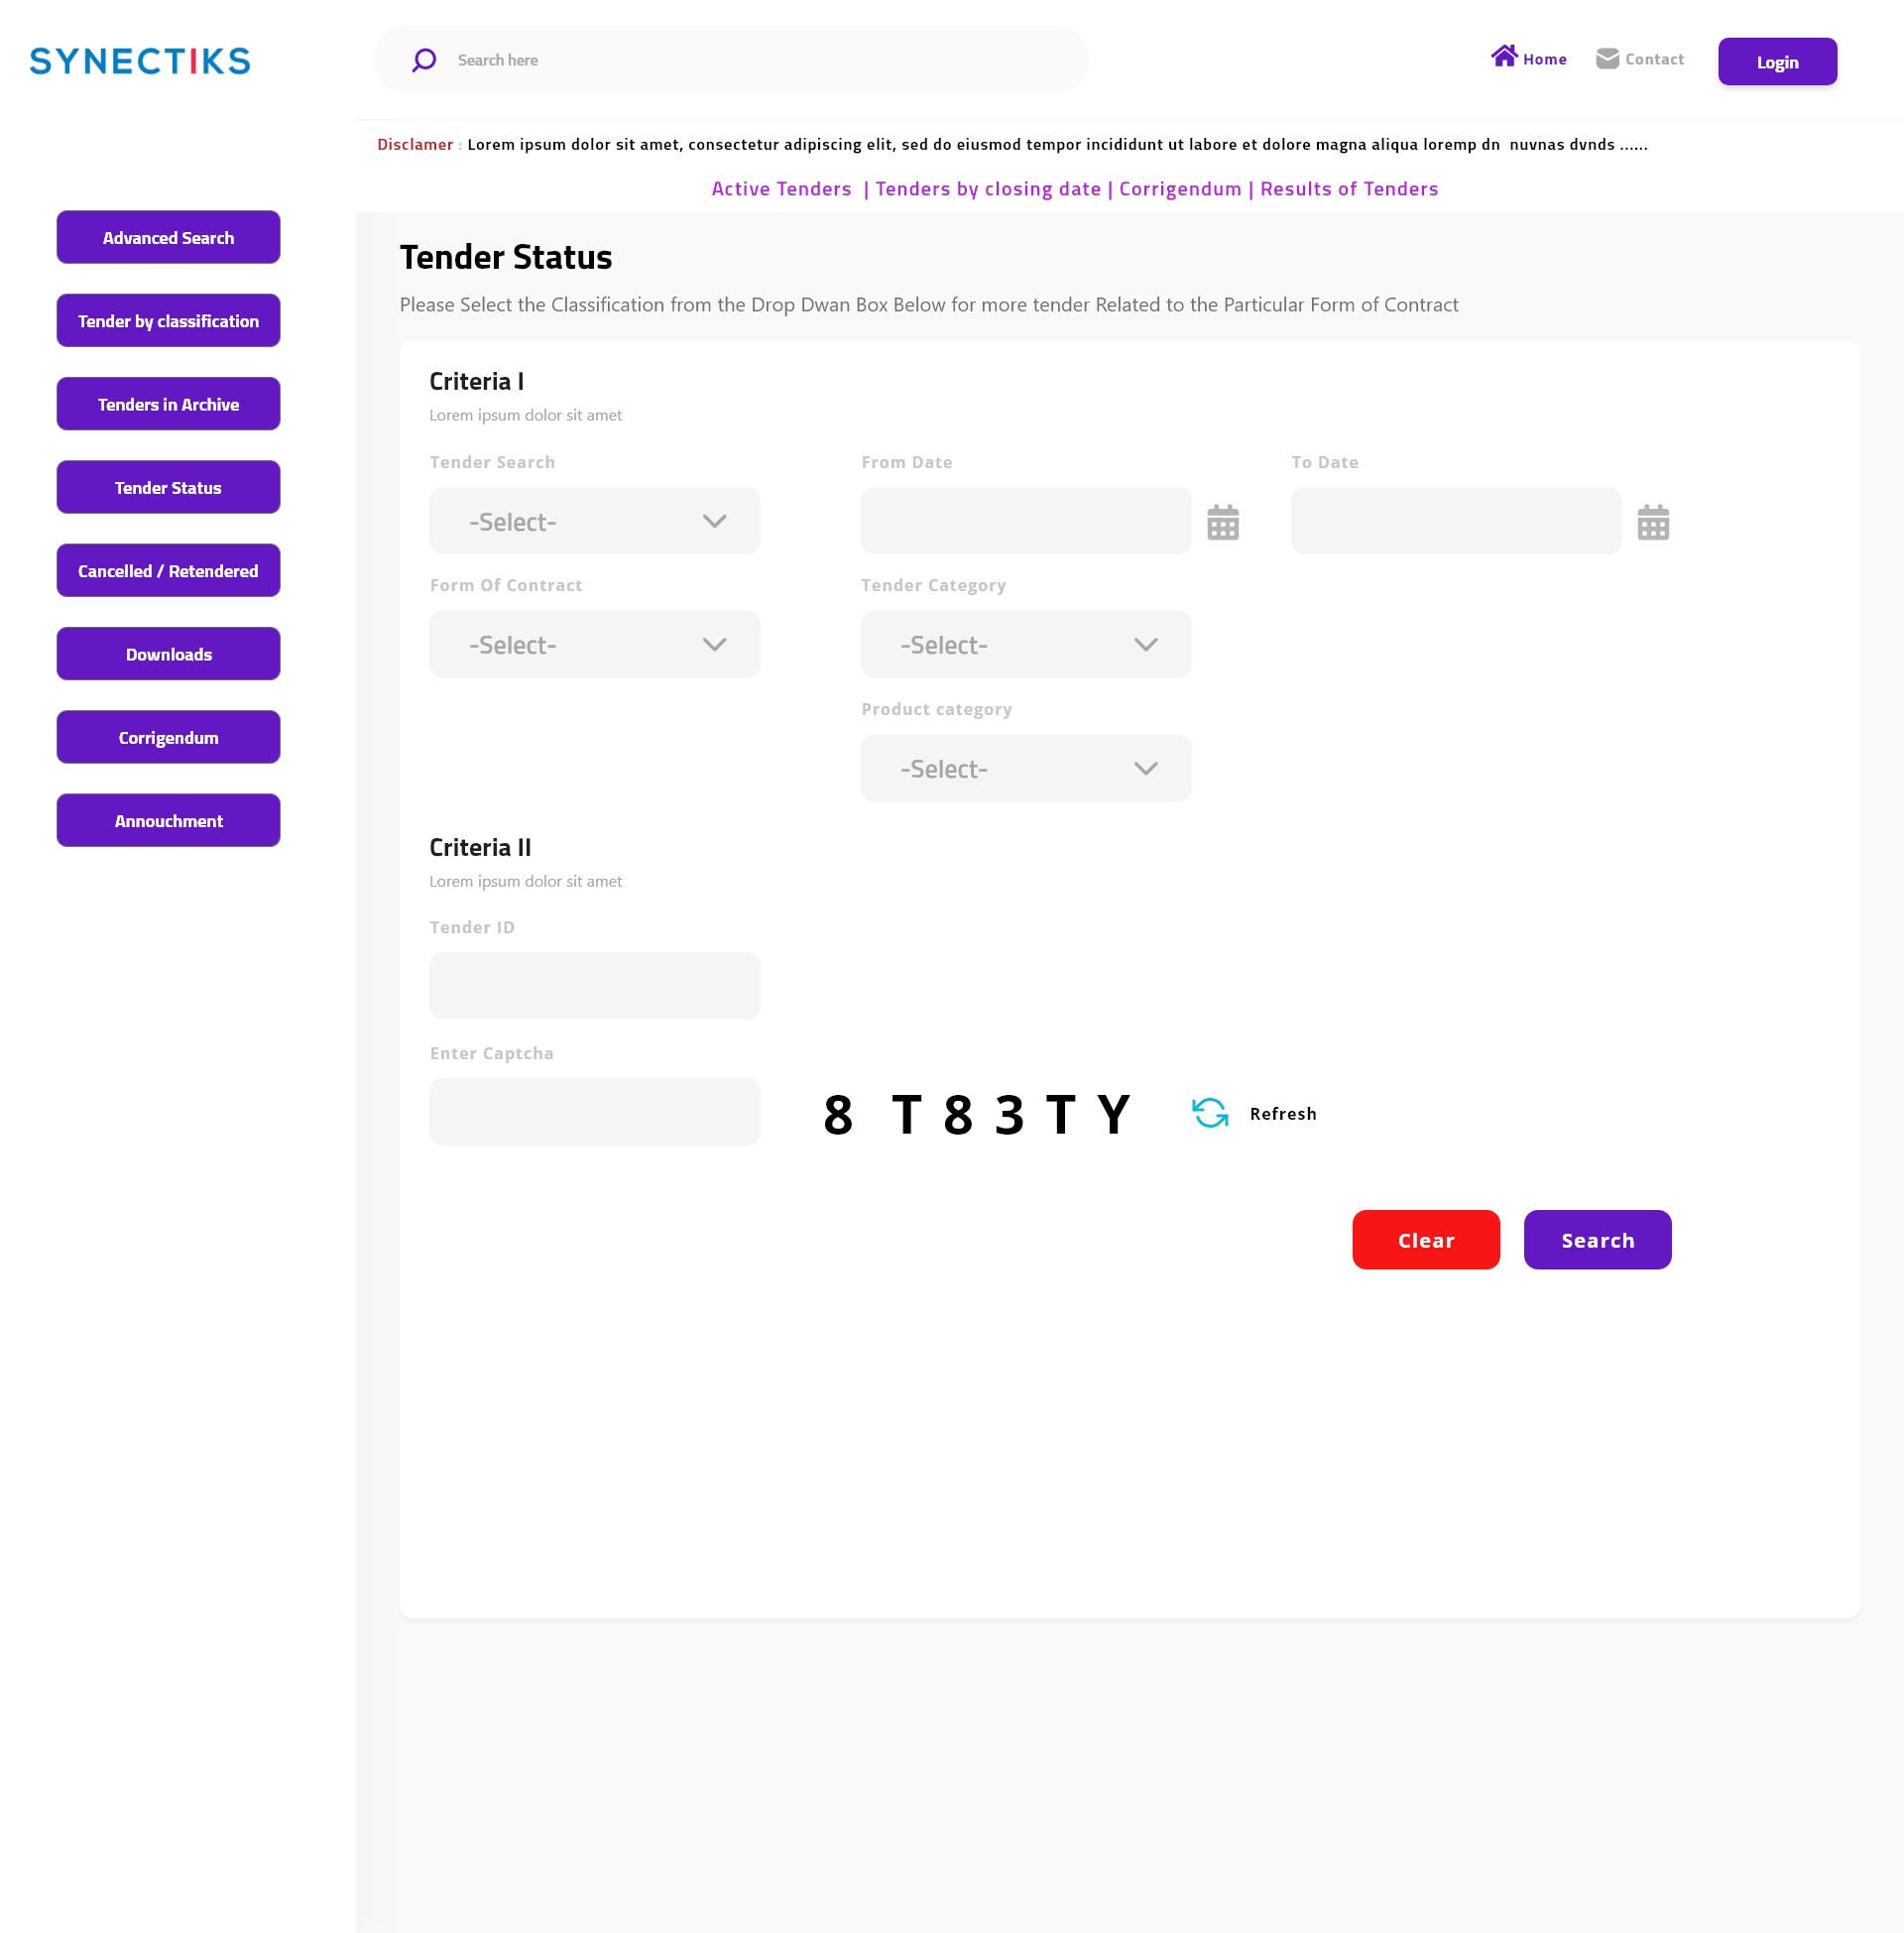 SYNECTIKS
Search here
Home
Contact
Login
Disclamer : Lorem ipsum dolor sit amet, consectetur adipiscing elit, sed do eiusmod tempor incididunt ut labore et dolore magna aliqua loremp dn nuvnas dvnds ......
Active Tenders | Tenders by closing date | Corrigendum | Results of Tenders
Advanced Search
Tender by classification
Tenders in Archive
Tender Status
Cancelled / Retendered
Downloads
Corrigendum
Annouchment
Tender Status
Please Select the Classification from the Drop Dwan Box Below for more tender Related to the Particular Form of Contract
Criteria I
Lorem ipsum dolor sit amet
Tender Search
From Date
To Date
-Select-
Form Of Contract
Tender Category
-Select-
-Select-
Product category
-Select-
Criteria II
Lorem ipsum dolor sit amet
Tender ID
Enter Captcha
8 T 8 3 T Y
Refresh
Clear
Search